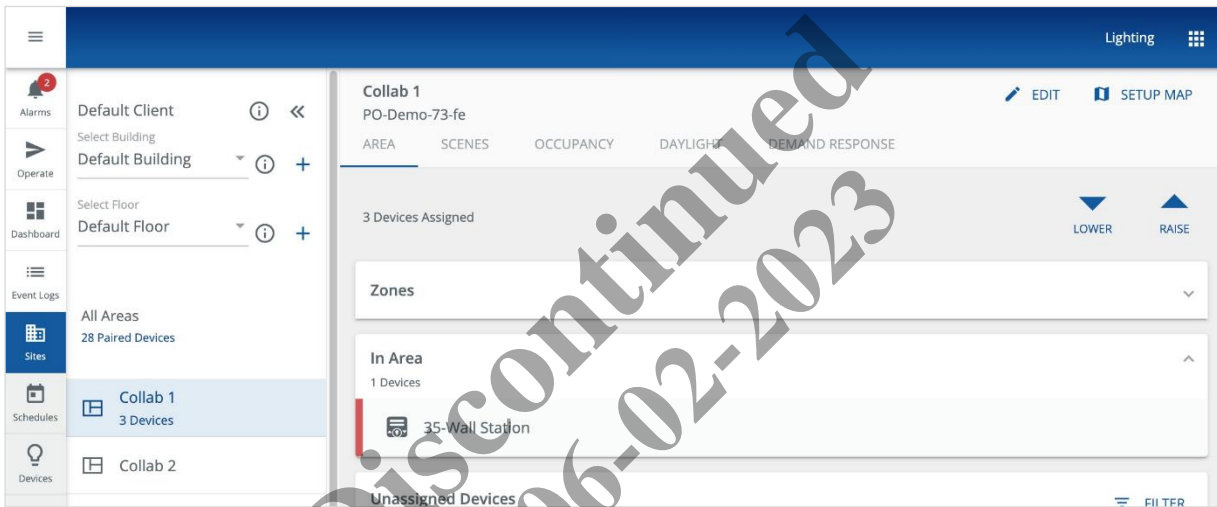 Lighting
2
Alarms
Operate
Dashboard
Event Logs
Sites
Schedules
Devices
Default Client
Select Building
Default Building
Select Floor
Default Floor
All Areas
28 Paired Devices
Collab 1
3 Devices
Collab 2
Collab 1
PO-Demo-73-fe
EDIT
SETUP MAP
AREA SCENES OCCUPANCY DAYLIGHT DEMAND RESPONSE
3 Devices Assigned
LOWER RAISE
Zones
In Area
1 Devices
35-Wall Station
Unassigned Devices
FILTER
Discontinued
06-02-2023